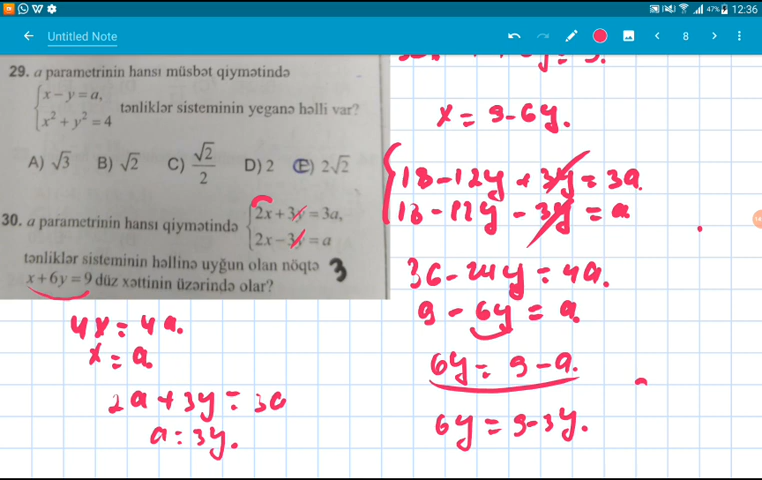 47% 12:36
Untitled Note
8
29. a parametrinin hansı müsbət qiymətində
x − y = a,
x² + y² = 4
tənliklər sisteminin yeganə həlli var?
A) √3 B) √2 C) √2/2 D) 2 E) 2√2
30. a parametrinin hansı qiymətində
2x + 3y = 3a,
2x − 3y = a
tənliklər sisteminin həllinə uyğun olan nöqtə 3
x + 6y = 9 düz xəttinin üzərində olar?
4x = 4a.
x = a.
2a + 3y = 3a
a = 3y.
x = 9 - 6y.
18 - 12y + 3y = 3a
18 - 12y - 3y = a
36 - 24y = 4a.
9 - 6y = a.
6y = 9 - a.
6y = 9 - 3y.